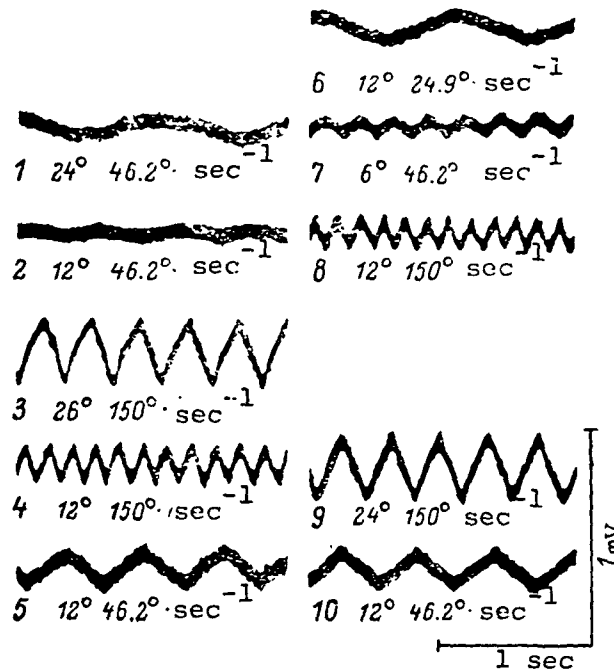 6 12° 24.9°· sec⁻¹
1 24° 46.2°· sec⁻¹
7 6° 46.2° sec⁻¹
2 12° 46.2°· sec⁻¹
8 12° 150° sec⁻¹
3 26° 150°· sec⁻¹
4 12° 150°· sec⁻¹
9 24° 150° sec⁻¹
5 12° 46.2°· sec⁻¹
10 12° 46.2°· sec⁻¹
1 mV
1 sec